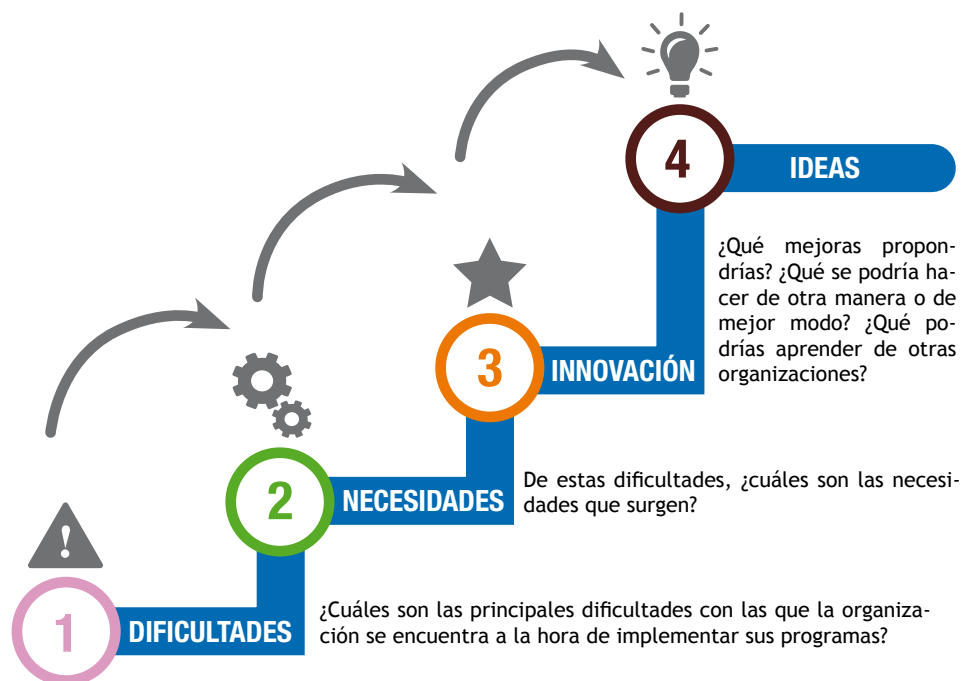 4
IDEAS
¿Qué mejoras propon-
drías? ¿Qué se podría ha-
cer de otra manera o de
mejor modo? ¿Qué po-
drías aprender de otras
organizaciones?
3
INNOVACIÓN
2
NECESIDADES
De estas dificultades, ¿cuáles son las necesi-
dades que surgen?
1
DIFICULTADES
¿Cuáles son las principales dificultades con las que la organiza-
ción se encuentra a la hora de implementar sus programas?